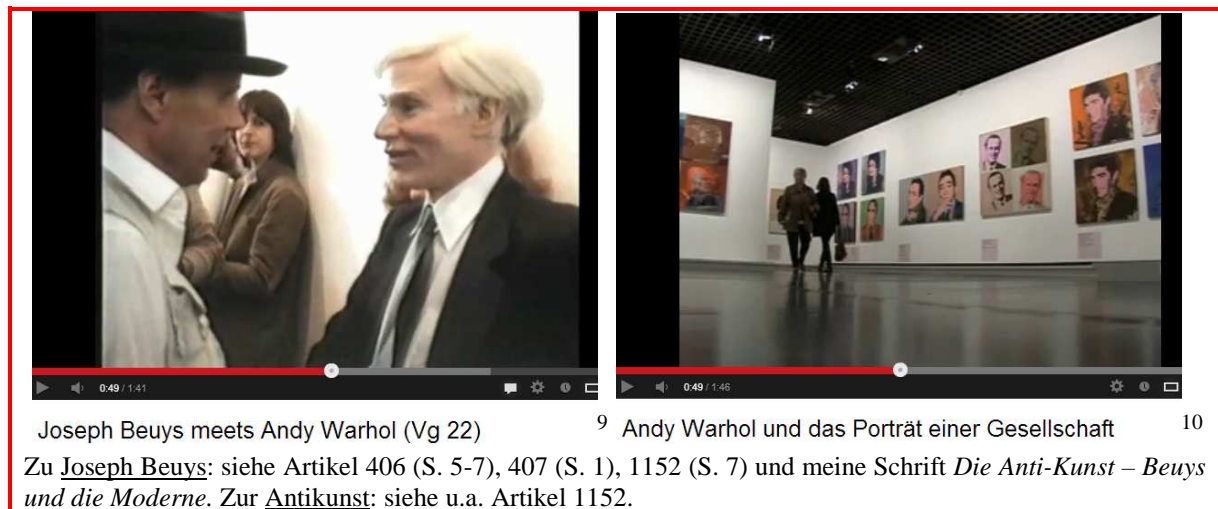 0:49 / 1:41
0:49 / 1:46
Joseph Beuys meets Andy Warhol (Vg 22) 9
Andy Warhol und das Porträt einer Gesellschaft 10
Zu Joseph Beuys: siehe Artikel 406 (S. 5-7), 407 (S. 1), 1152 (S. 7) und meine Schrift Die Anti-Kunst – Beuys
und die Moderne. Zur Antikunst: siehe u.a. Artikel 1152.